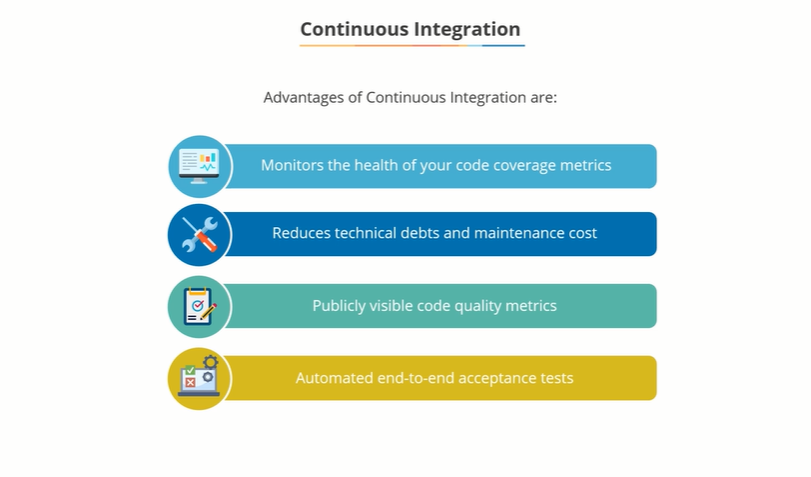 Continuous Integration
Advantages of Continuous Integration are:
Monitors the health of your code coverage metrics
Reduces technical debts and maintenance cost
Publicly visible code quality metrics
Automated end-to-end acceptance tests